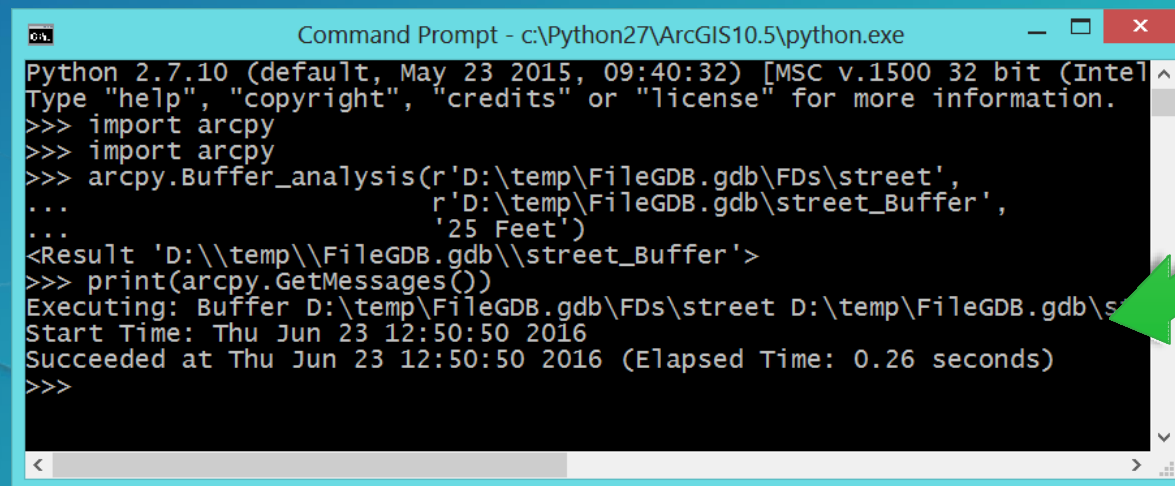 Command Prompt - c:\Python27\ArcGIS10.5\python.exe
Python 2.7.10 (default, May 23 2015, 09:40:32) [MSC v.1500 32 bit (Intel
Type "help", "copyright", "credits" or "license" for more information.
>>> import arcpy
>>> import arcpy
>>> arcpy.Buffer_analysis(r'D:\temp\FileGDB.gdb\FDs\street',
...                       r'D:\temp\FileGDB.gdb\street_Buffer',
...                       '25 Feet')
<Result 'D:\\temp\\FileGDB.gdb\\street_Buffer'>
>>> print(arcpy.GetMessages())
Executing: Buffer D:\temp\FileGDB.gdb\FDs\street D:\temp\FileGDB.gdb\s
Start Time: Thu Jun 23 12:50:50 2016
Succeeded at Thu Jun 23 12:50:50 2016 (Elapsed Time: 0.26 seconds)
>>>